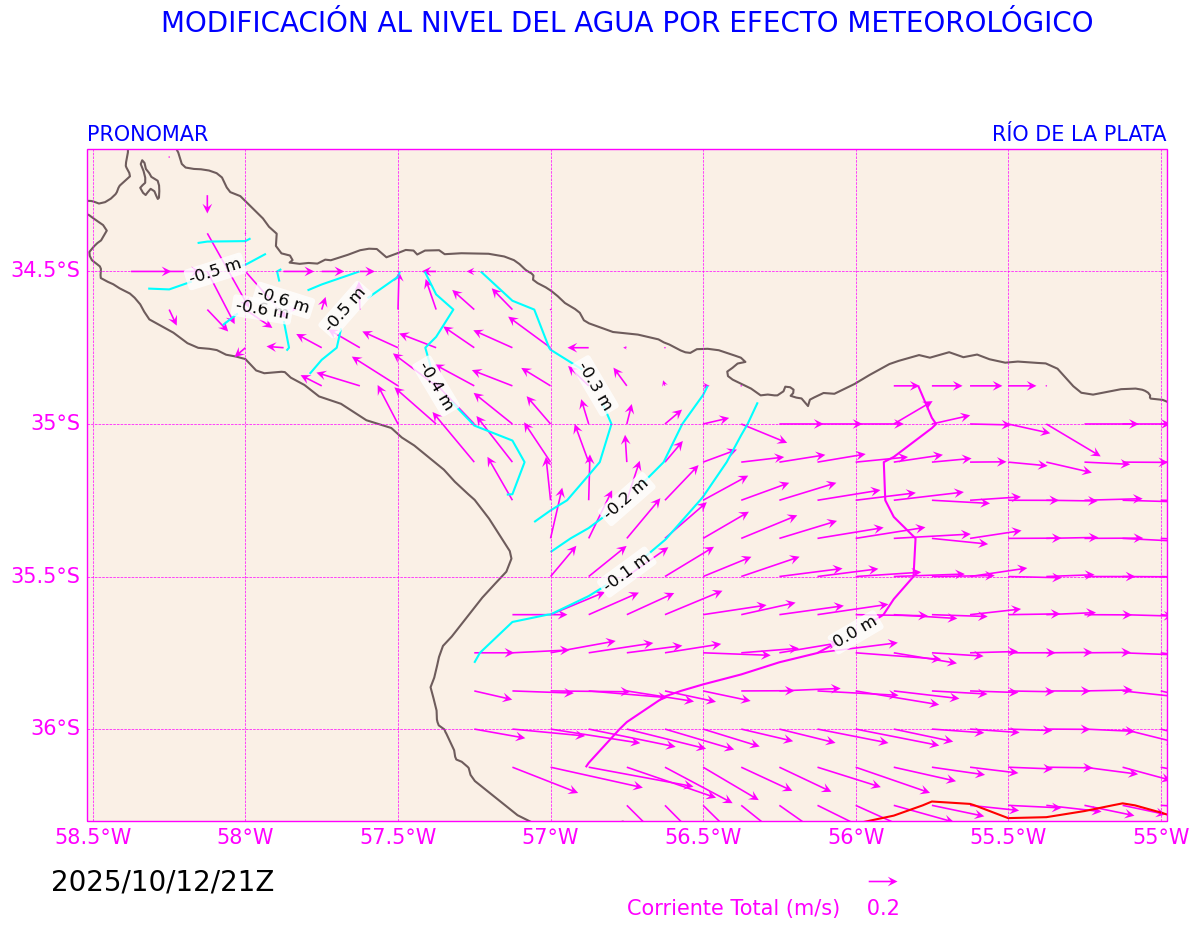 MODIFICACIÓN AL NIVEL DEL AGUA POR EFECTO METEOROLÓGICO
PRONOMAR
RÍO DE LA PLATA
34.5°S
-0.5 m
-0.6 m
-0.6 m
-0.5 m
-0.4 m
-0.3 m
35°S
-0.2 m
35.5°S
-0.1 m
0.0 m
36°S
58.5°W
58°W
57.5°W
57°W
56.5°W
56°W
55.5°W
55°W
2025/10/12/21Z
Corriente Total (m/s)
0.2